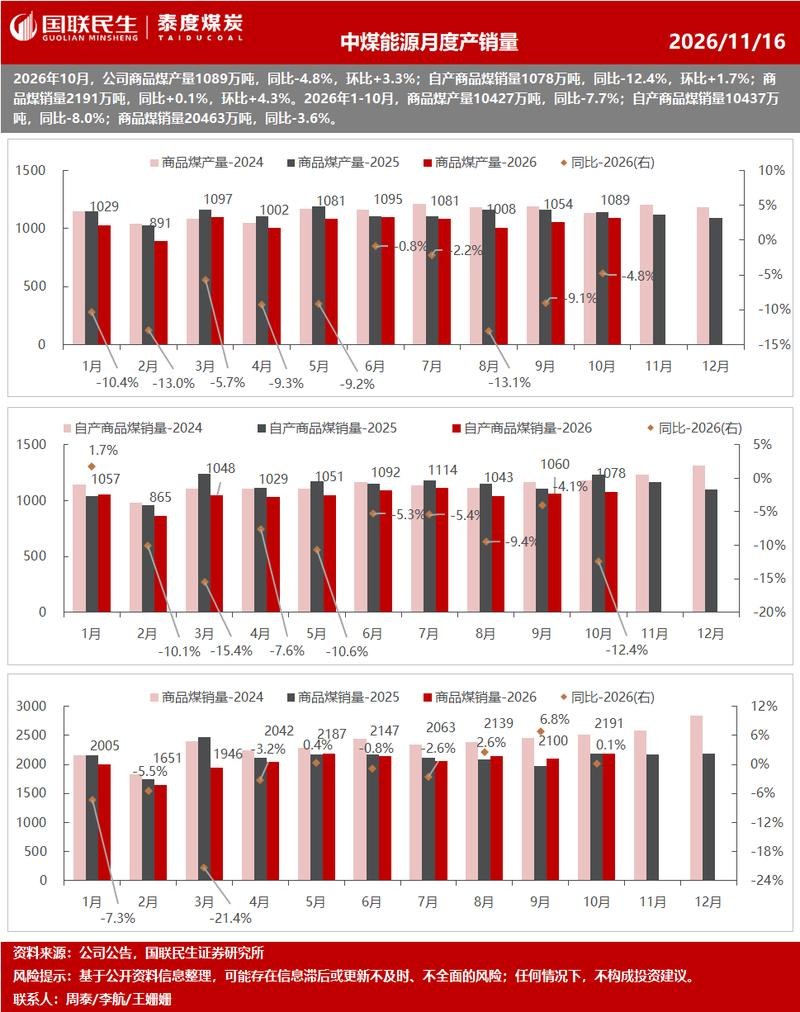 国联民生 泰度煤炭
GUOLIAN MINSHENG TAIDUCOAL
中煤能源月度产销量
2026/11/16
2026年10月，公司商品煤产量1089万吨，同比-4.8%，环比+3.3%；自产商品煤销量1078万吨，同比-12.4%，环比+1.7%；商
品煤销量2191万吨，同比+0.1%，环比+4.3%。2026年1-10月，商品煤产量10427万吨，同比-7.7%；自产商品煤销量10437万
吨，同比-8.0%；商品煤销量20463万吨，同比-3.6%。
商品煤产量-2024 商品煤产量-2025 商品煤产量-2026 同比-2026(右)
1500 10%
5%
1000 0%
-5%
500 -10%
0 -15%
1029 891 1097 1002 1081 1095 1081 1008 1054 1089
-0.8% -2.2% -9.1% -4.8%
1月 2月 3月 4月 5月 6月 7月 8月 9月 10月 11月 12月
-10.4% -13.0% -5.7% -9.3% -9.2% -13.1%
自产商品煤销量-2024 自产商品煤销量-2025 自产商品煤销量-2026 同比-2026(右)
1500 5%
0%
1000 -5%
-10%
500 -15%
0 -20%
1.7%
1057 865 1048 1029 1051 1092 1114 1043 1060 1078
-5.3% -5.4% -9.4% -4.1%
1月 2月 3月 4月 5月 6月 7月 8月 9月 10月 11月 12月
-10.1% -15.4% -7.6% -10.6% -12.4%
商品煤销量-2024 商品煤销量-2025 商品煤销量-2026 同比-2026(右)
3000 12%
2500 6%
2000 0%
1500 -6%
1000 -12%
500 -18%
0 -24%
2005 1651 1946 2042 2187 2147 2063 2139 2100 2191
-5.5% -3.2% 0.4% -0.8% -2.6% 2.6% 6.8% 0.1%
1月 2月 3月 4月 5月 6月 7月 8月 9月 10月 11月 12月
-7.3% -21.4%
资料来源：公司公告，国联民生证券研究所
风险提示：基于公开资料信息整理，可能存在信息滞后或更新不及时、不全面的风险；任何情况下，不构成投资建议。
联系人：周泰/李航/王姗姗